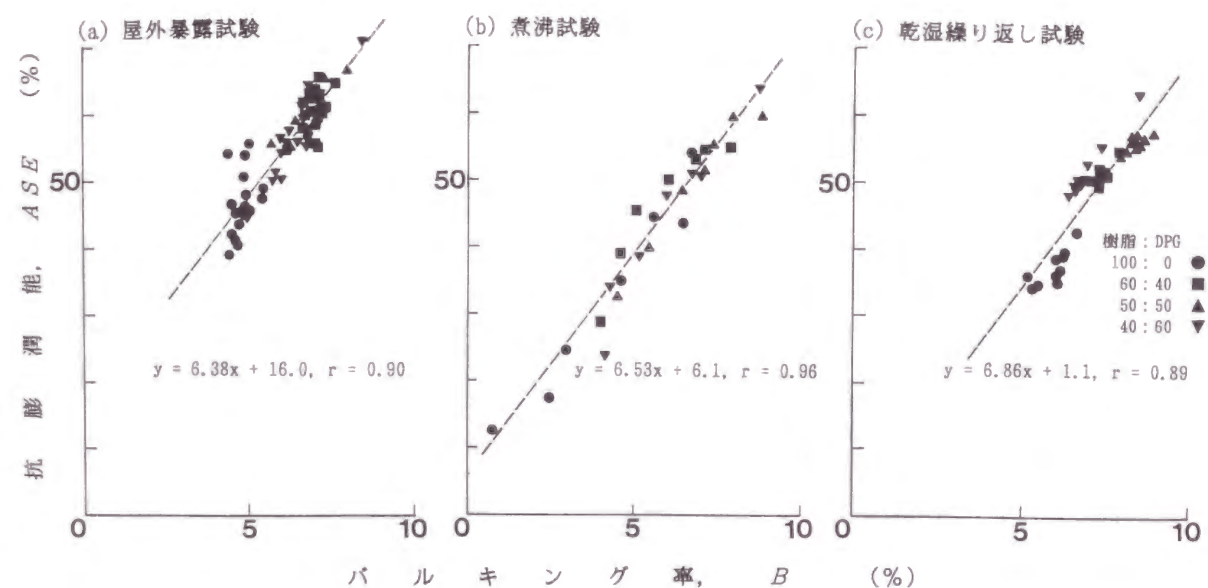 (a) 屋外暴露試験
(b) 煮沸試験
(c) 乾湿繰り返し試験
抗膨潤能, ASE (%)
50
50
50
樹脂:DPG
100: 0 ●
60:40 ■
50:50 ▲
40:60 ▼
y = 6.38x + 16.0, r = 0.90
y = 6.53x + 6.1, r = 0.96
y = 6.86x + 1.1, r = 0.89
0 5 10
0 5 10
0 5 10
バルキング率, B (%)